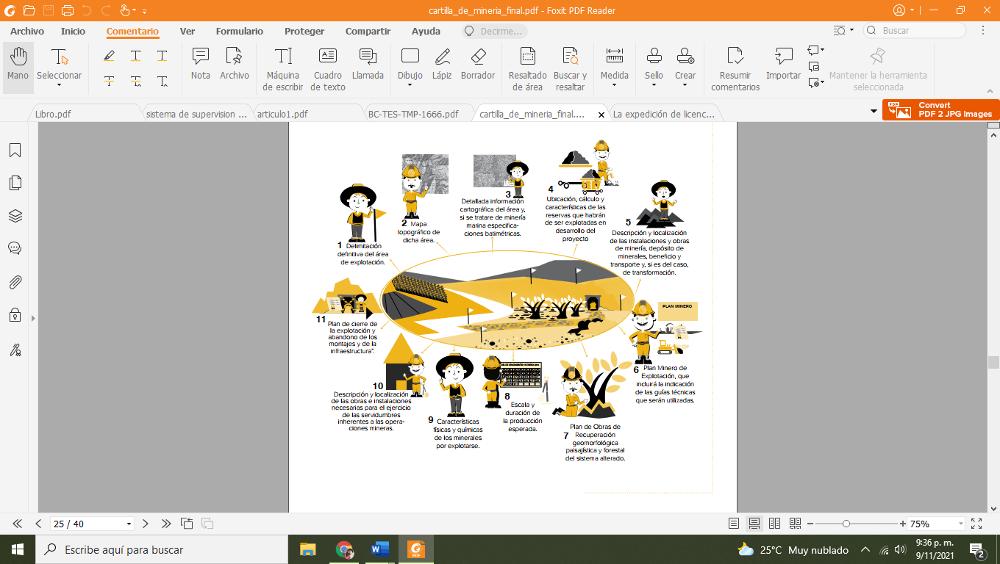 cartilla_de_mineria_final.pdf - Foxit PDF Reader
Archivo Inicio Comentario Ver Formulario Proteger Compartir Ayuda Decirme... Buscar
Mano Seleccionar Nota Archivo Máquina de escribir Cuadro de texto Llamada Dibujo Lápiz Borrador Resaltado de área Buscar y resaltar Medida Sello Crear Resumir comentarios Importar Mantener la herramienta seleccionada
Libro.pdf sistema de supervision ... articulo1.pdf BC-TES-TMP-1666.pdf cartilla_de_mineria_final.... La expedición de licenc...
Convert
PDF 2 JPG Images
1 Delimitación
definitiva del área
de explotación.
2 Mapa
topográfico de
dicha área.
3
Detallada información
cartográfica del área y,
si se tratare de minería
marina especifica-
ciones batimétricas.
4
Ubicación, cálculo y
características de las
reservas que habrán
de ser explotadas en
desarrollo del
proyecto
5
Descripción y localización
de las instalaciones y obras
de minería, depósito de
minerales, beneficio y
transporte y, si es del caso,
de transformación.
PLAN MINERO
6 Plan Minero de
Explotación, que
incluirá la indicación
de las guías técnicas
que serán utilizadas.
7
Plan de Obras de
Recuperación
geomorfológica
paisajística y forestal
del sistema alterado.
8
Escala y
duración de
la producción
esperada.
9 Características
físicas y químicas
de los minerales
por explotarse.
10
Descripción y localización
de las obras e instalaciones
necesarias para el ejercicio
de las servidumbres
inherentes a las opera-
ciones mineras.
11
Plan de cierre de
la explotación y
abandono de los
montajes y de la
infraestructura”.
25 / 40
75%
Escribe aquí para buscar
PDF
25°C Muy nublado
9:36 p. m.
9/11/2021
2